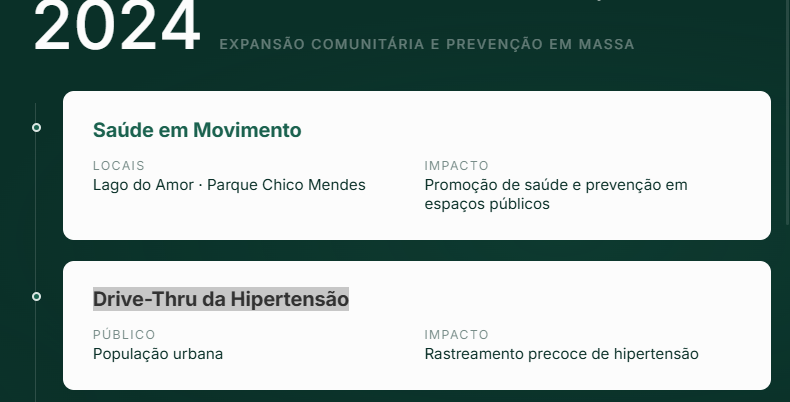 2024 EXPANSÃO COMUNITÁRIA E PREVENÇÃO EM MASSA
Saúde em Movimento
LOCAIS
Lago do Amor · Parque Chico Mendes
IMPACTO
Promoção de saúde e prevenção em
espaços públicos
Drive-Thru da Hipertensão
PÚBLICO
População urbana
IMPACTO
Rastreamento precoce de hipertensão